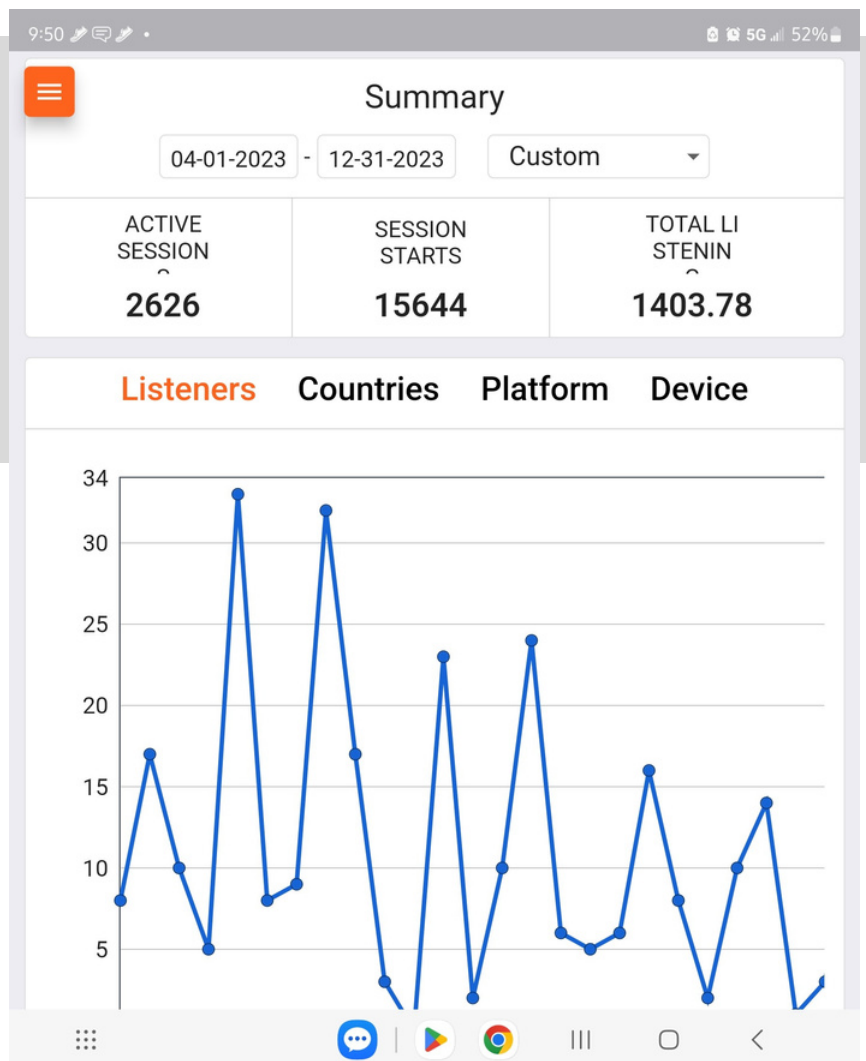 9:50
5G 52%
Summary
04-01-2023 - 12-31-2023 Custom
ACTIVE
SESSION
2626
SESSION
STARTS
15644
TOTAL LI
STENIN
1403.78
Listeners Countries Platform Device
34
30
25
20
15
10
5